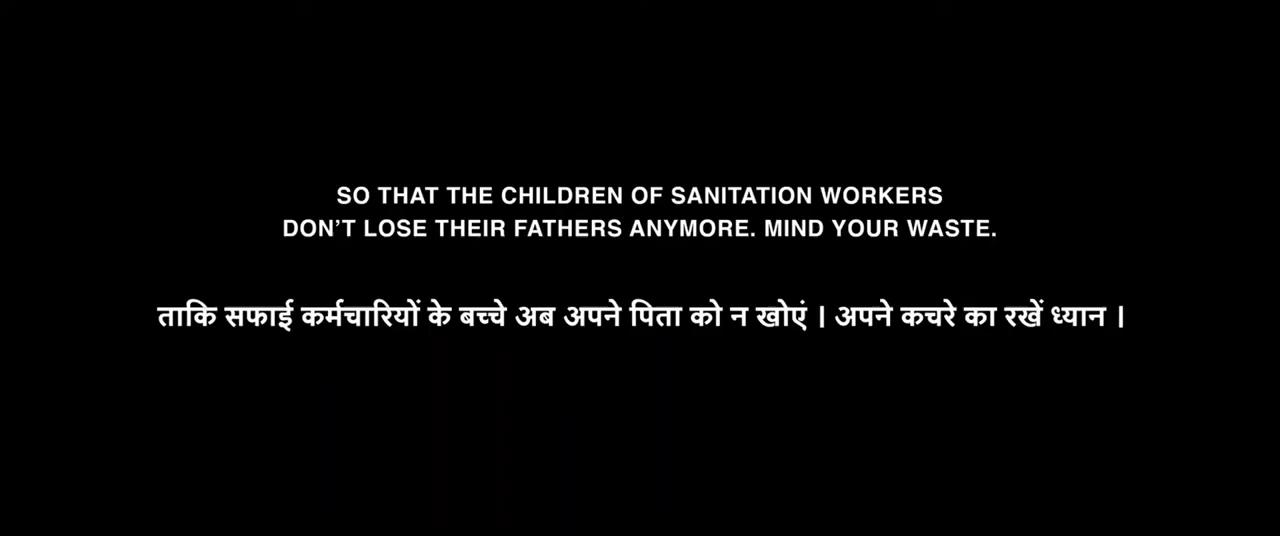 SO THAT THE CHILDREN OF SANITATION WORKERS
DON'T LOSE THEIR FATHERS ANYMORE. MIND YOUR WASTE.
ताकि सफाई कर्मचारियों के बच्चे अब अपने पिता को न खोएं । अपने कचरे का रखें ध्यान ।